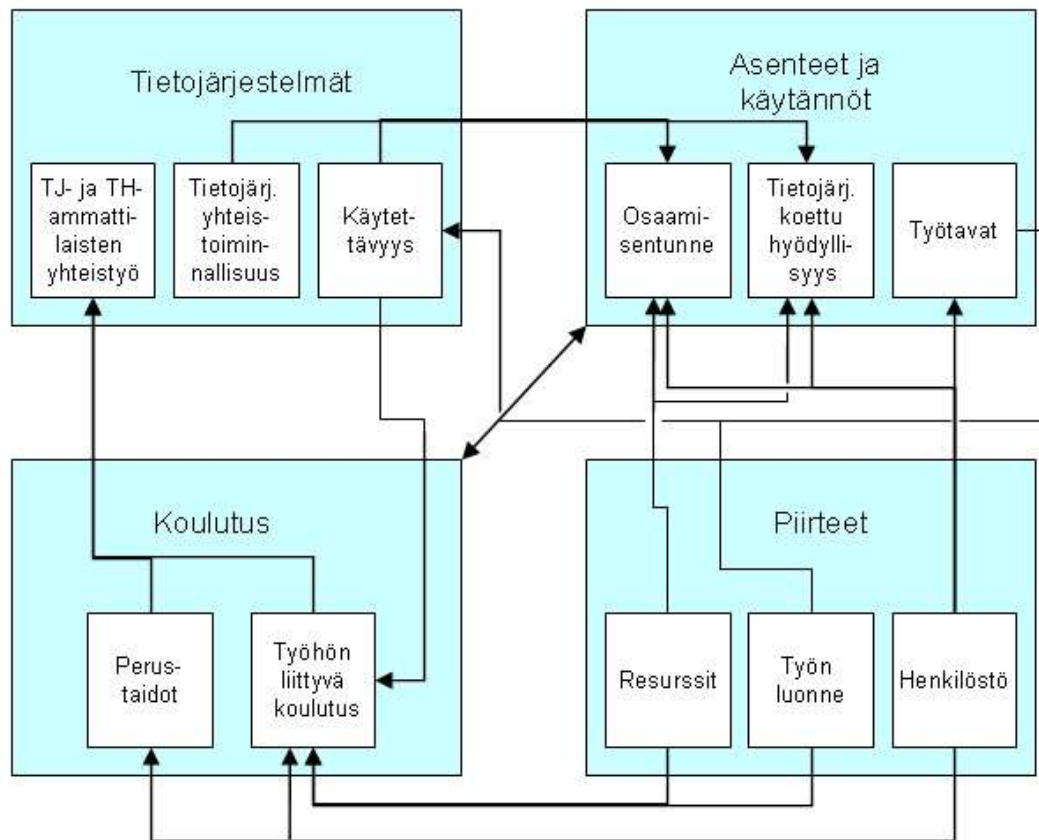 Tietojärjestelmät
TJ- ja TH-
ammatti-
laisten
yhteistyö
Tietojärj.
yhteis-
toimin-
nallisuus
Käytet-
tävyys
Asenteet ja
käytännöt
Osaami-
sentunne
Tietojärj.
koettu
hyödylli-
syys
Työtavat
Koulutus
Perus-
taidot
Työhön
liittyvä
koulutus
Piirteet
Resurssit
Työn
luonne
Henkilöstö